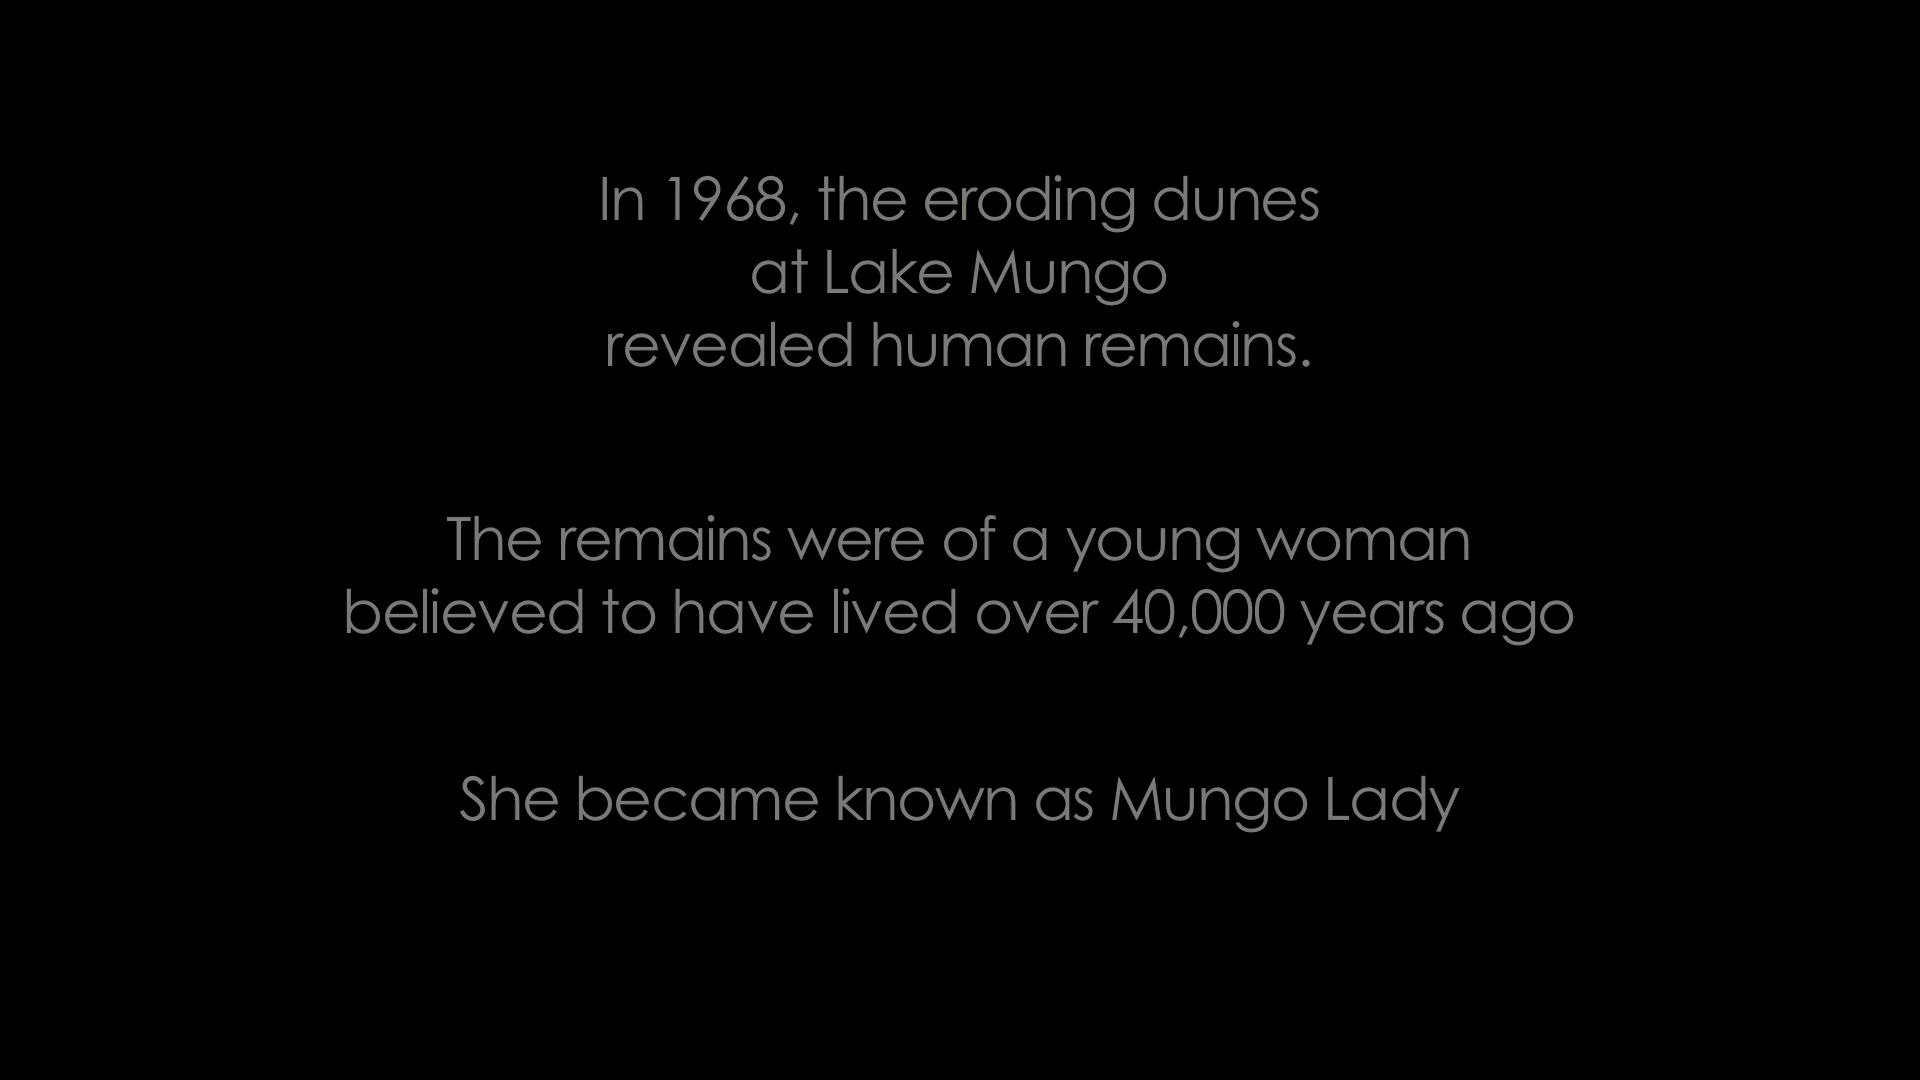 In 1968, the eroding dunes
at Lake Mungo
revealed human remains.
The remains were of a young woman
believed to have lived over 40,000 years ago
She became known as Mungo Lady